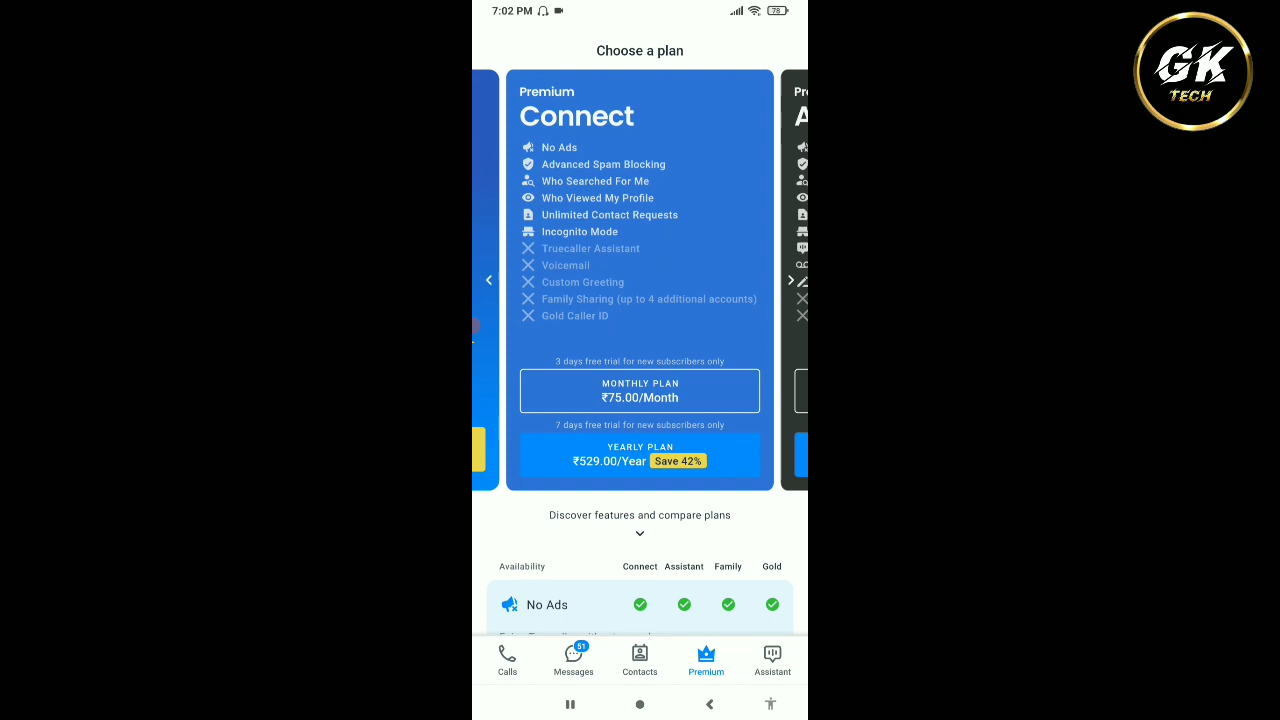 7:02 PM
78
GK
TECH
Choose a plan
Premium
Connect
No Ads
Advanced Spam Blocking
Who Searched For Me
Who Viewed My Profile
Unlimited Contact Requests
Incognito Mode
Truecaller Assistant
Voicemail
Custom Greeting
Family Sharing (up to 4 additional accounts)
Gold Caller ID
3 days free trial for new subscribers only
MONTHLY PLAN
₹75.00/Month
7 days free trial for new subscribers only
YEARLY PLAN
₹529.00/Year Save 42%
Discover features and compare plans
Availability Connect Assistant Family Gold
No Ads
51
Calls Messages Contacts Premium Assistant